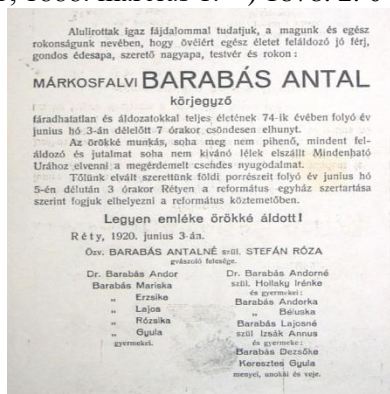 Alulirottak igaz fájdalommal tudatjuk, a magunk és egész
rokonságunk nevében, hogy övéiért egész életet feláldozó jó férj,
gondos édesapa, szerető nagyapa, testvér és rokon :
MÁRKOSFALVI BARABÁS ANTAL
körjegyző
fáradhatatlan és áldozatokkal teljes életének 74-ik évében folyó év
junius hó 3-án délelőtt 7 órakor csöndesen elhunyt.
Az örökké munkás, soha meg nem pihenő, mindent fel-
áldozó és jutalmat soha nem kivánó lélek elszállt Mindenható
Urához elvenni a megérdemelt csendes nyugodalmat.
Tőlünk elvált szerettünk földi porrészeit folyó év junius hó
5-én délután 3 órakor Rétyen a református egyház szertartása
szerint fogjuk elhelyezni a református köztemetőben.
Legyen emléke örökké áldott!
Réty, 1920. junius 3-án.
Özv. BARABÁS ANTALNÉ szül. STEFÁN RÓZA
gyászoló felesége.
Dr. Barabás Andor
Barabás Mariska
„ Erzsike
„ Lajos
„ Rózsika
„ Gyula
gyermekei.
Dr. Barabás Andorné
szül. Hollaky Irénke
és gyermekei :
Barabás Andorka
„ Béluska
Barabás Lajosné
szül Izsák Annus
és gyermeke :
Barabás Dezsőke
Keresztes Gyula
menyei, unokái és veje.